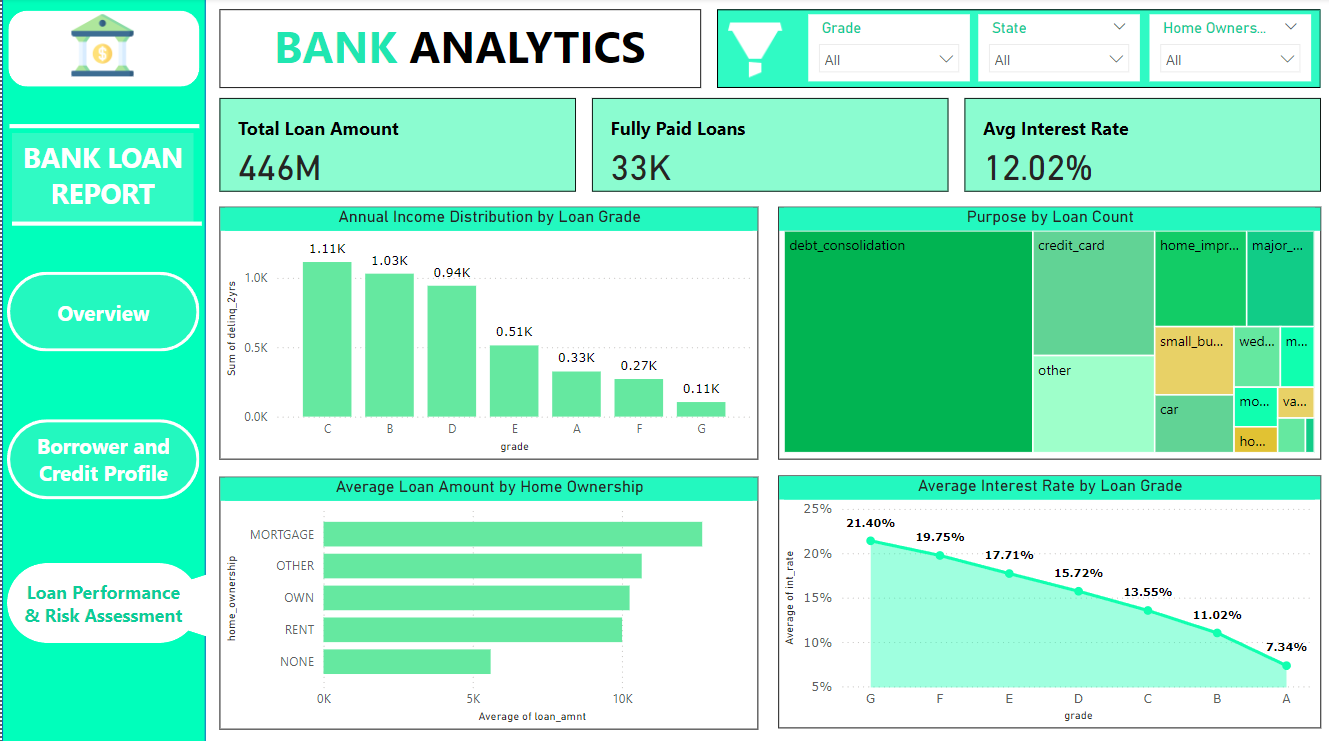 $
BANK LOAN
REPORT
Overview
Borrower and
Credit Profile
Loan Performance
& Risk Assessment
BANK ANALYTICS
Grade
All
State
All
Home Owners...
All
Total Loan Amount
446M
Fully Paid Loans
33K
Avg Interest Rate
12.02%
Annual Income Distribution by Loan Grade
Sum of delinq_2yrs
1.0K
0.5K
0.0K
1.11K
1.03K
0.94K
0.51K
0.33K
0.27K
0.11K
C B D E A F G
grade
Purpose by Loan Count
debt_consolidation
credit_card
other
home_impr...
major_...
small_bu...
wed...
m...
car
mo...
va...
ho...
Average Loan Amount by Home Ownership
home_ownership
MORTGAGE
OTHER
OWN
RENT
NONE
0K 5K 10K
Average of loan_amnt
Average Interest Rate by Loan Grade
Average of int_rate
25%
20%
15%
10%
5%
21.40%
19.75%
17.71%
15.72%
13.55%
11.02%
7.34%
G F E D C B A
grade